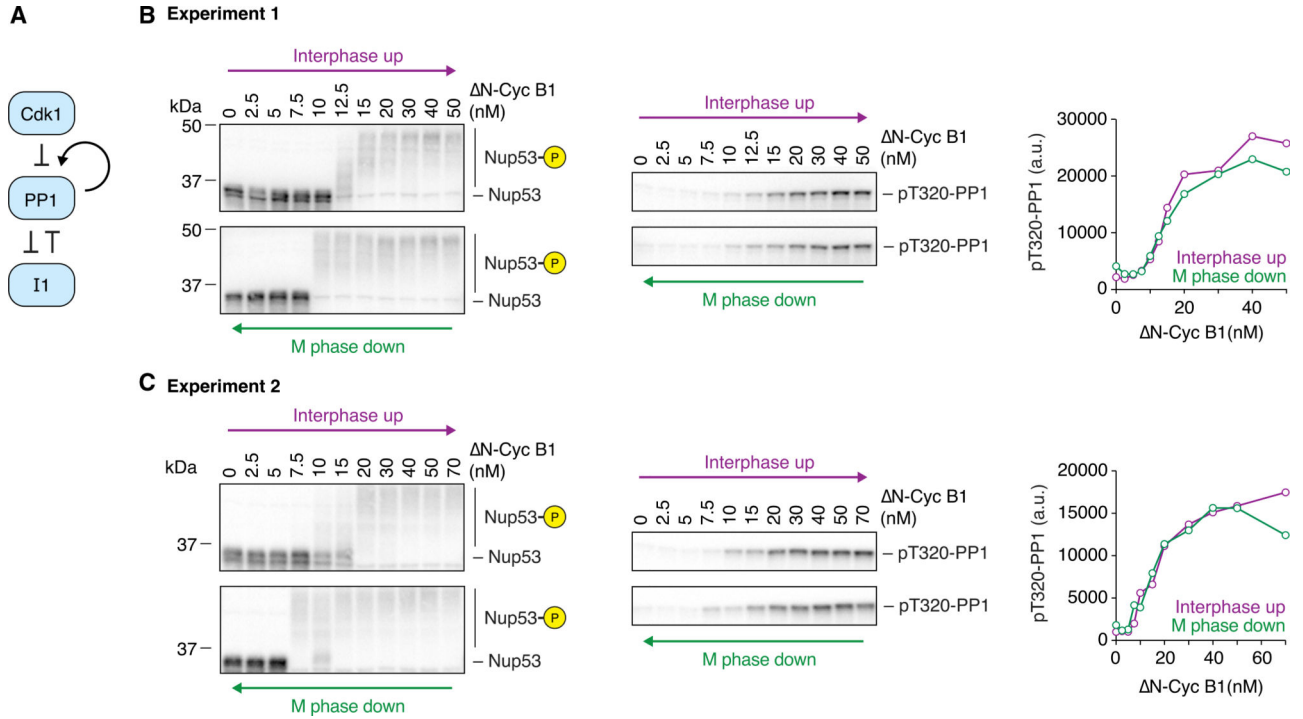 A
Cdk1
PP1
I1
B Experiment 1
Interphase up
kDa
0 2.5 5 7.5 10 12.5 15 20 30 40 50
ΔN-Cyc B1
(nM)
50
37
Nup53-P
Nup53
50
37
Nup53-P
Nup53
M phase down
Interphase up
0 2.5 5 7.5 10 12.5 15 20 30 40 50
ΔN-Cyc B1
(nM)
pT320-PP1
pT320-PP1
M phase down
pT320-PP1 (a.u.)
30000
20000
10000
0
Interphase up
M phase down
0 20 40
ΔN-Cyc B1(nM)
C Experiment 2
Interphase up
kDa
0 2.5 5 7.5 10 15 20 30 40 50 70
ΔN-Cyc B1
(nM)
37
Nup53-P
Nup53
37
Nup53-P
Nup53
M phase down
Interphase up
0 2.5 5 7.5 10 15 20 30 40 50 70
ΔN-Cyc B1
(nM)
pT320-PP1
pT320-PP1
M phase down
pT320-PP1 (a.u.)
20000
15000
10000
5000
0
Interphase up
M phase down
0 20 40 60
ΔN-Cyc B1(nM)